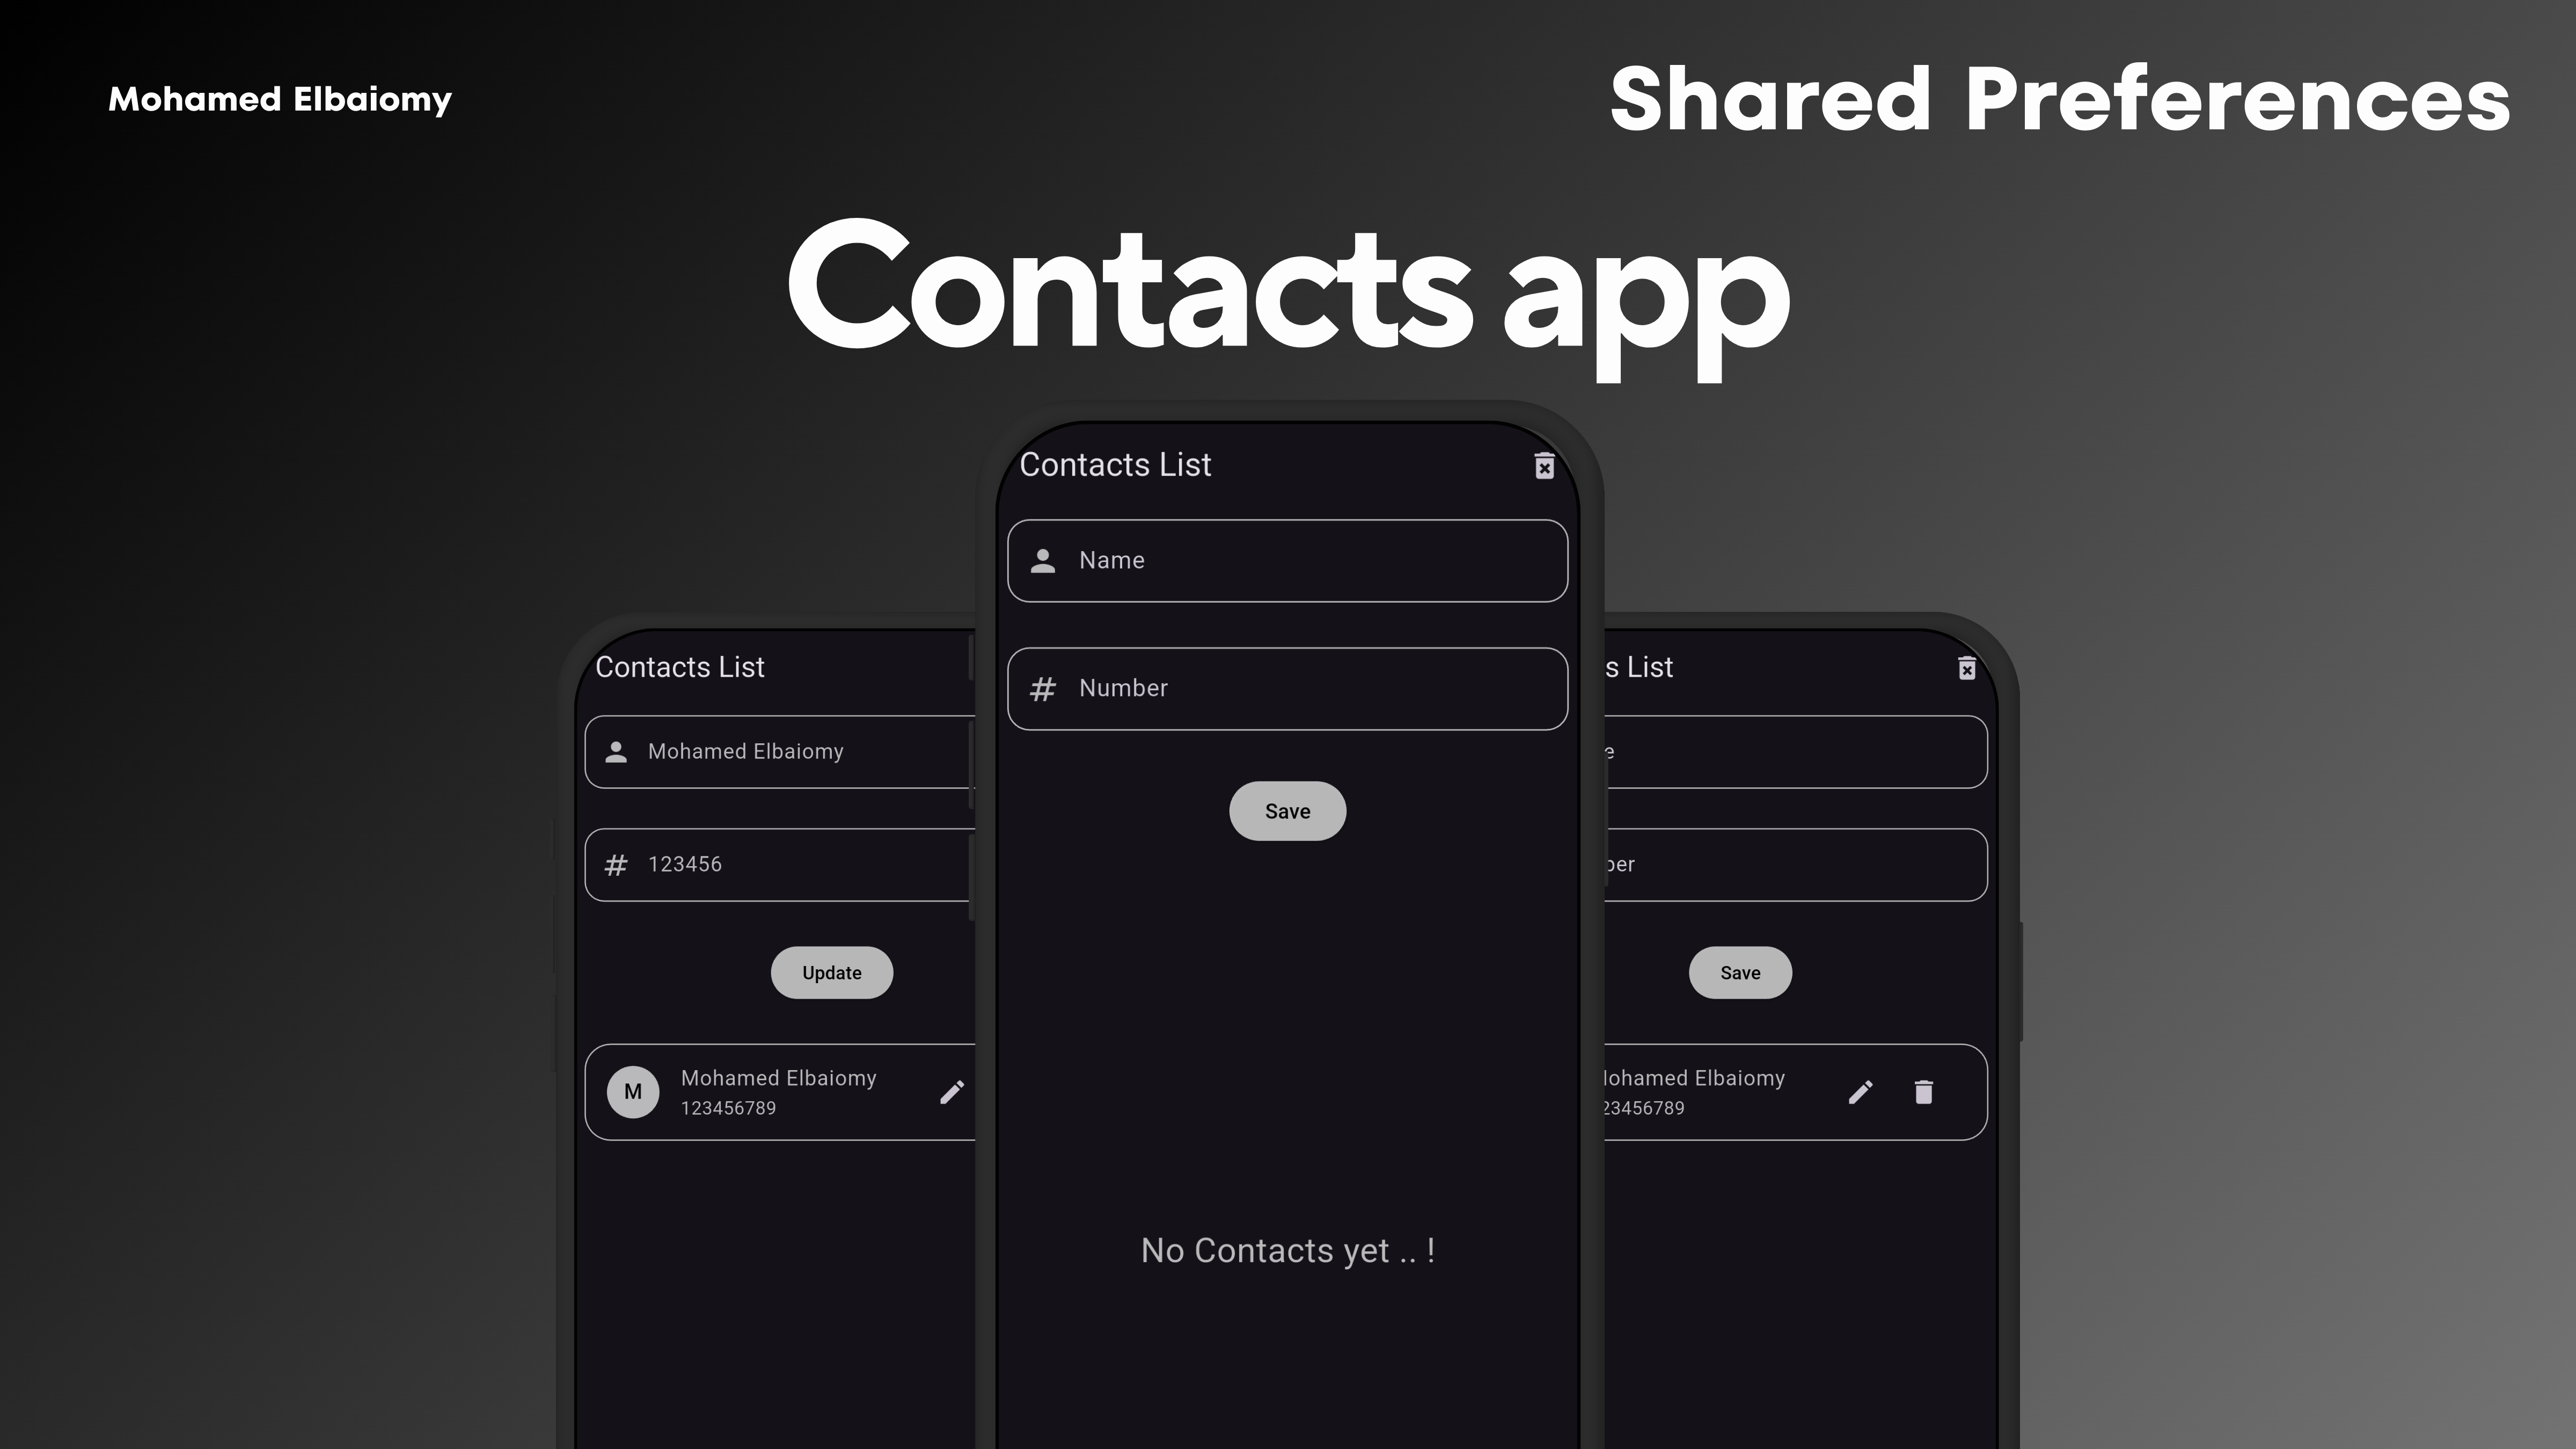 Mohamed Elbaiomy
Shared Preferences
Contacts app
Contacts List
Name
Number
Save
No Contacts yet .. !
Contacts List
Mohamed Elbaiomy
# 123456
Update
M
Mohamed Elbaiomy
123456789
s List
e
ber
Save
ohamed Elbaiomy
23456789